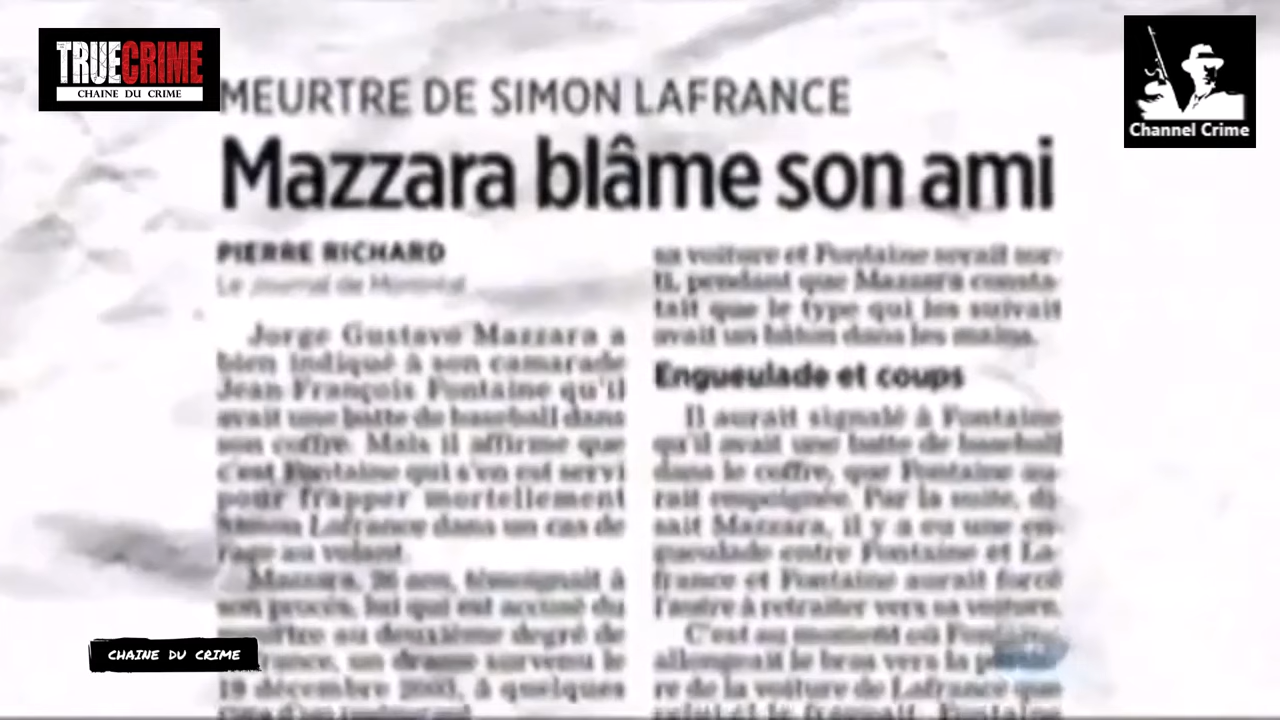 TRUECRIME
CHAINE DU CRIME
Channel Crime
MEURTRE DE SIMON LAFRANCE
Mazzara blâme son ami
PIERRE RICHARD
Le Journal de Montréal
Jorge Gustavo Mazzara a
bien indiqué à son camarade
Jean-François Fontaine qu'il
avait une batte de baseball dans
son coffre. Mais il affirme que
c'est Fontaine qui s'en est servi
pour frapper mortellement
Simon Lafrance dans un cas de
rage au volant.
Mazzara, 26 ans, témoignait à
son procès, lui qui est accusé du
meurtre au deuxième degré de
Lafrance, un drame survenu le
19 décembre à quelques
sa voiture et Fontaine serait sor-
ti, pendant que Mazzara consta-
tait que le type qui les suivait
avait un bâton dans les mains.
Engueulade et coups
Il aurait signalé à Fontaine
qu'il avait une batte de baseball
dans le coffre, que Fontaine au-
rait empoignée. Par la suite, di-
sait Mazzara, il y a eu une en-
gueulade entre Fontaine et La-
france et Fontaine aurait forcé
l'autre à retraiter vers sa voiture.
C'est au moment où Fontaine
allongeait le bras vers la
re de la voiture de Lafrance que
celui-ci le Fontaine
CHAINE DU CRIME